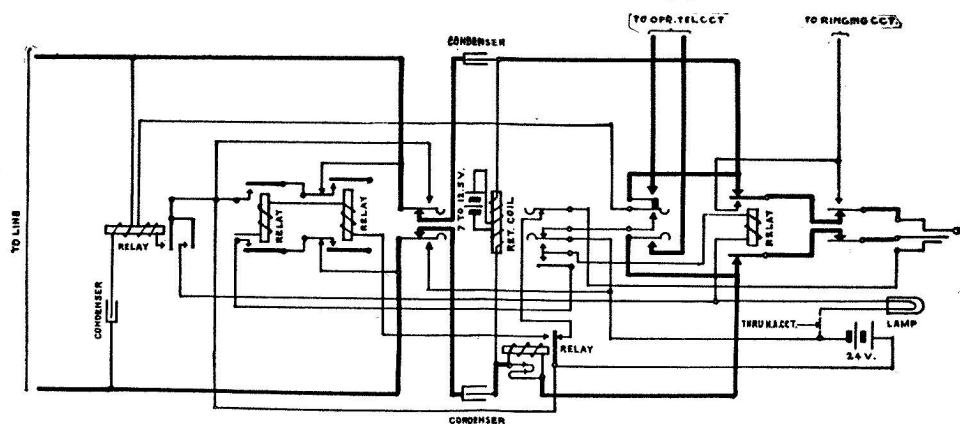 TO OPR. TEL. CCT
TO RINGING CCT.
CONDENSER
TO LINE
RELAY
RELAY
RELAY
7 TO 12.5 V.
RET. COIL
RELAY
CONDENSER
THRU N.A. CCT.
LAMP
24 V.
RELAY
CONDENSER